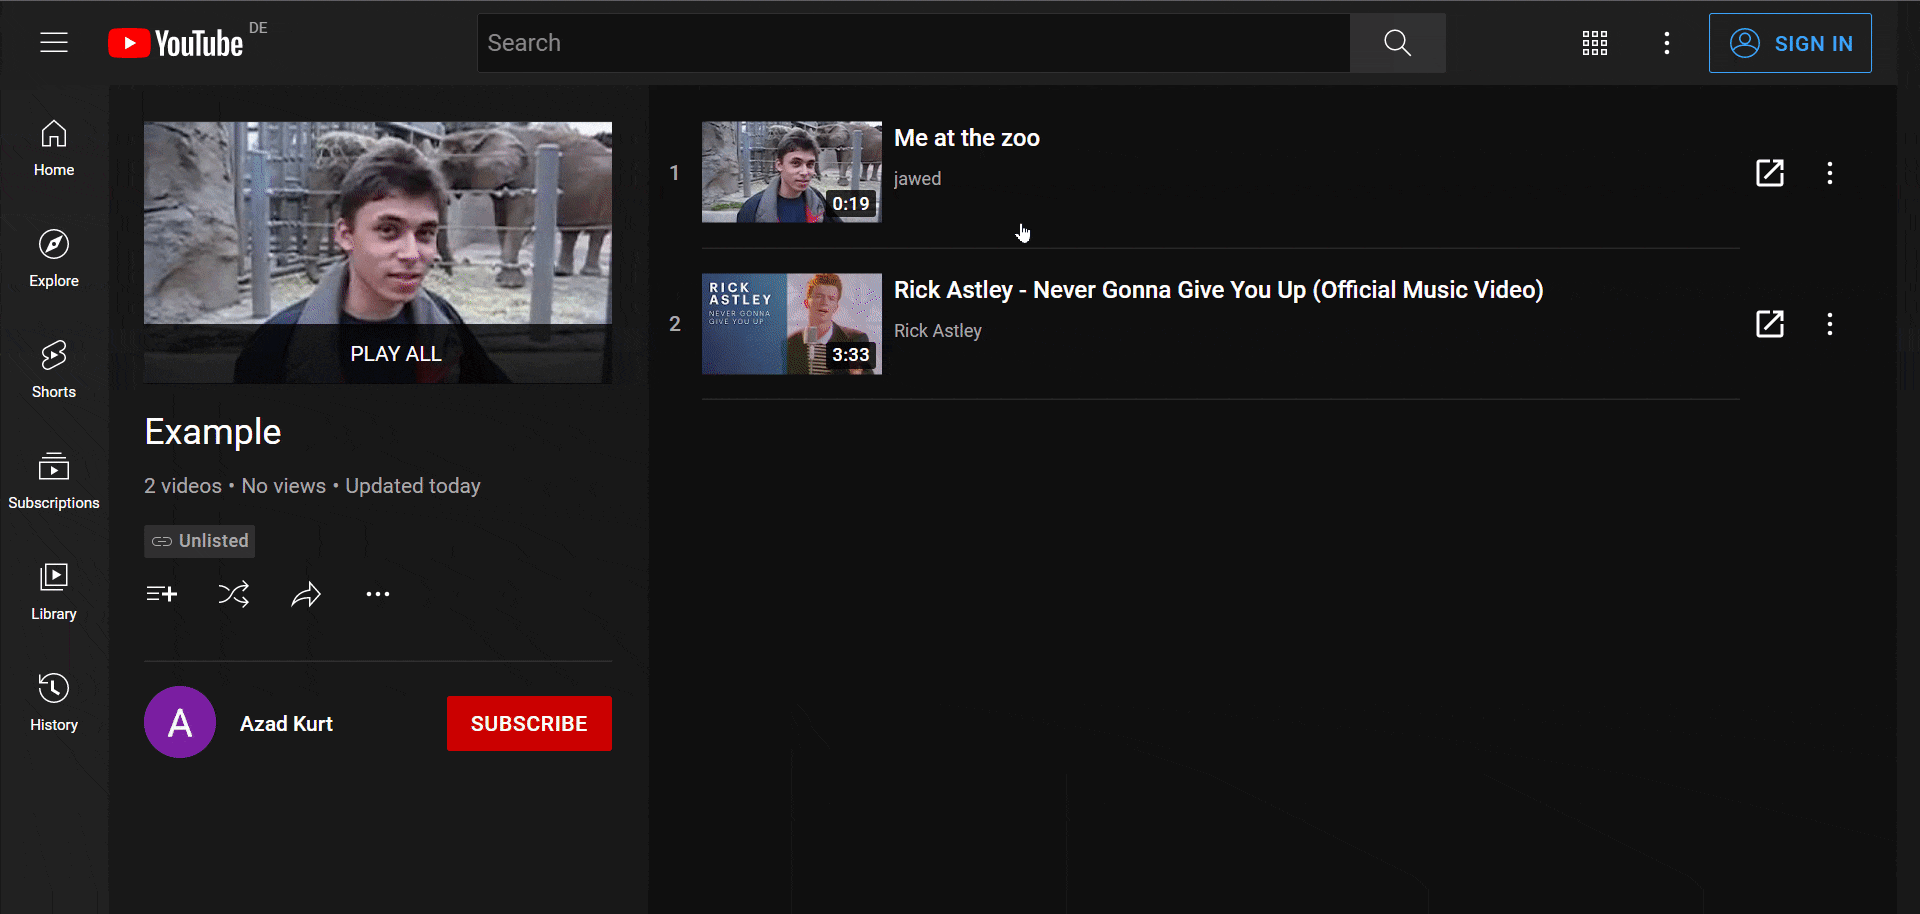 YouTube DE
Search
SIGN IN
Home
Explore
Shorts
Subscriptions
Library
History
PLAY ALL
Example
2 videos • No views • Updated today
Unlisted
A
Azad Kurt
SUBSCRIBE
1
0:19
Me at the zoo
jawed
2
RICK
ASTLEY
NEVER GONNA
GIVE YOU UP
3:33
Rick Astley - Never Gonna Give You Up (Official Music Video)
Rick Astley